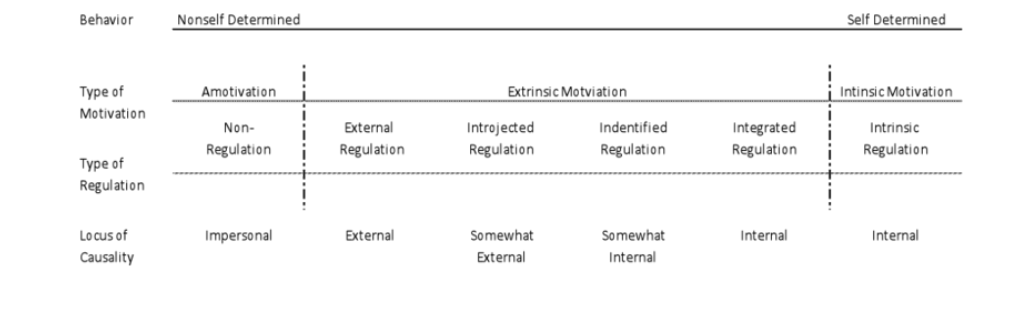 Behavior Nonself Determined Self Determined
Type of Amotivation Extrinsic Motviation Intinsic Motivation
Motivation
Non- External Introjected Indentified Integrated Intrinsic
Regulation Regulation Regulation Regulation Regulation Regulation
Type of
Regulation
Locus of Impersonal External Somewhat Somewhat Internal Internal
Causality External Internal